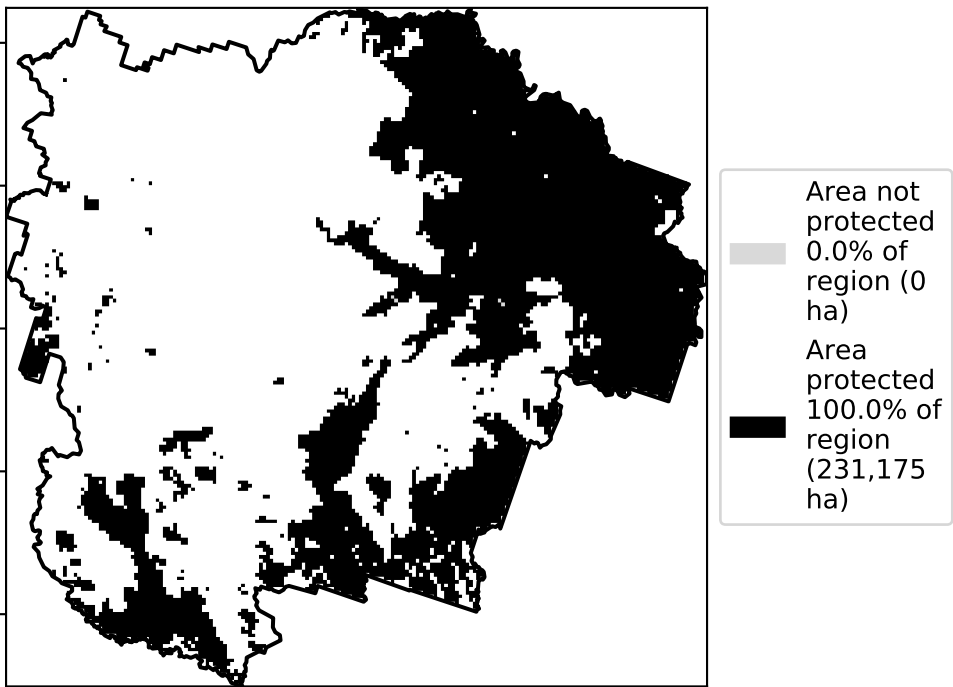 Area not
protected
0.0% of
region (0
ha)
Area
protected
100.0% of
region
(231,175
ha)